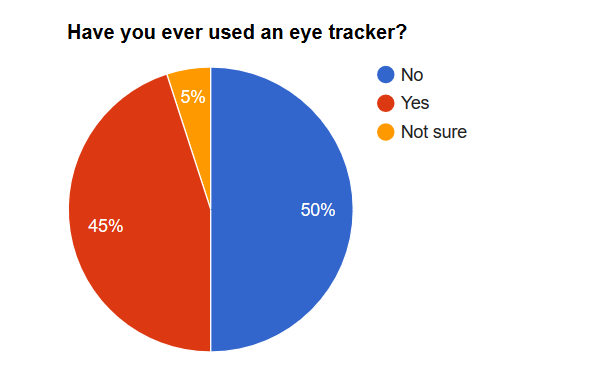 Have you ever used an eye tracker?
No
Yes
Not sure
5%
50%
45%